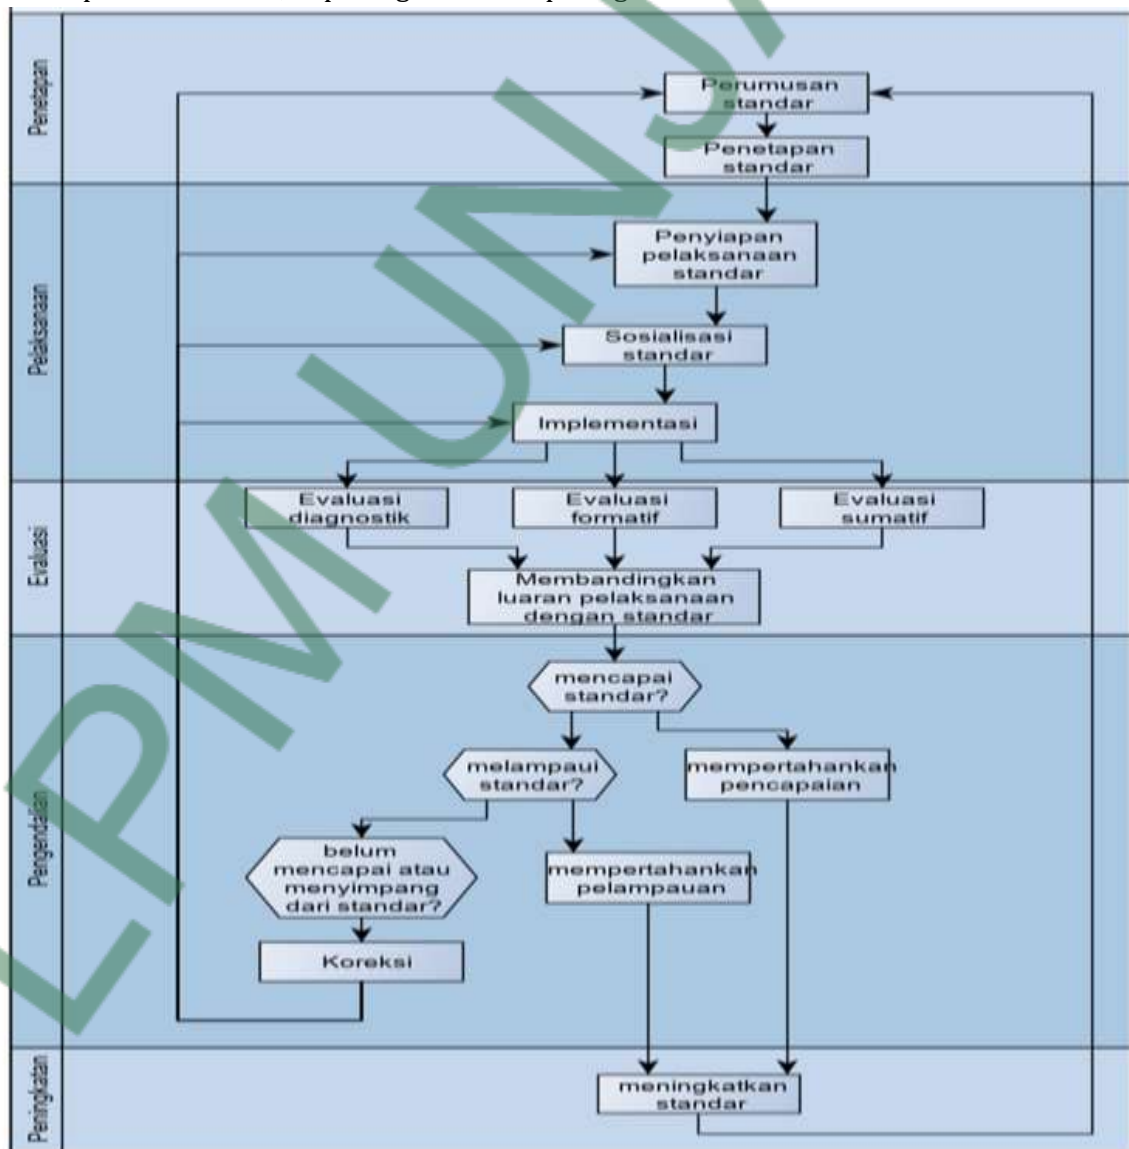 Penetapan
Perumusan
standar
Penetapan
standar
Pelaksanaan
Penyiapan
pelaksanaan
standar
Sosialisasi
standar
Implementasi
Evaluasi
Evaluasi
diagnostik
Evaluasi
formatif
Evaluasi
sumatif
Membandingkan
luaran pelaksanaan
dengan standar
Pengendalian
mencapai
standar?
melampaui
standar?
mempertahankan
pencapaian
belum
mencapai atau
menyimpang
dari standar?
mempertahankan
pelampauan
Koreksi
Peningkatan
meningkatkan
standar
LPM UNJA